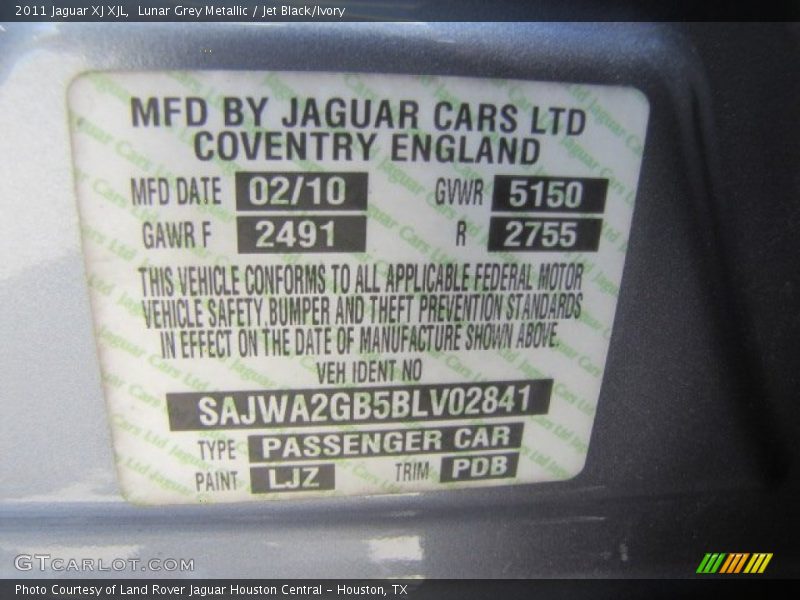 2011 Jaguar XJ XJL, Lunar Grey Metallic / Jet Black/Ivory
MFD BY JAGUAR CARS LTD
COVENTRY ENGLAND
MFD DATE 02/10 GVWR 5150
GAWR F 2491 R 2755
THIS VEHICLE CONFORMS TO ALL APPLICABLE FEDERAL MOTOR
VEHICLE SAFETY,BUMPER AND THEFT PREVENTION STANDARDS
IN EFFECT ON THE DATE OF MANUFACTURE SHOWN ABOVE.
VEH IDENT NO
SAJWA2GB5BLV02841
TYPE PASSENGER CAR
PAINT LJZ TRIM PDB
GTCARLOT.COM
Photo Courtesy of Land Rover Jaguar Houston Central - Houston, TX